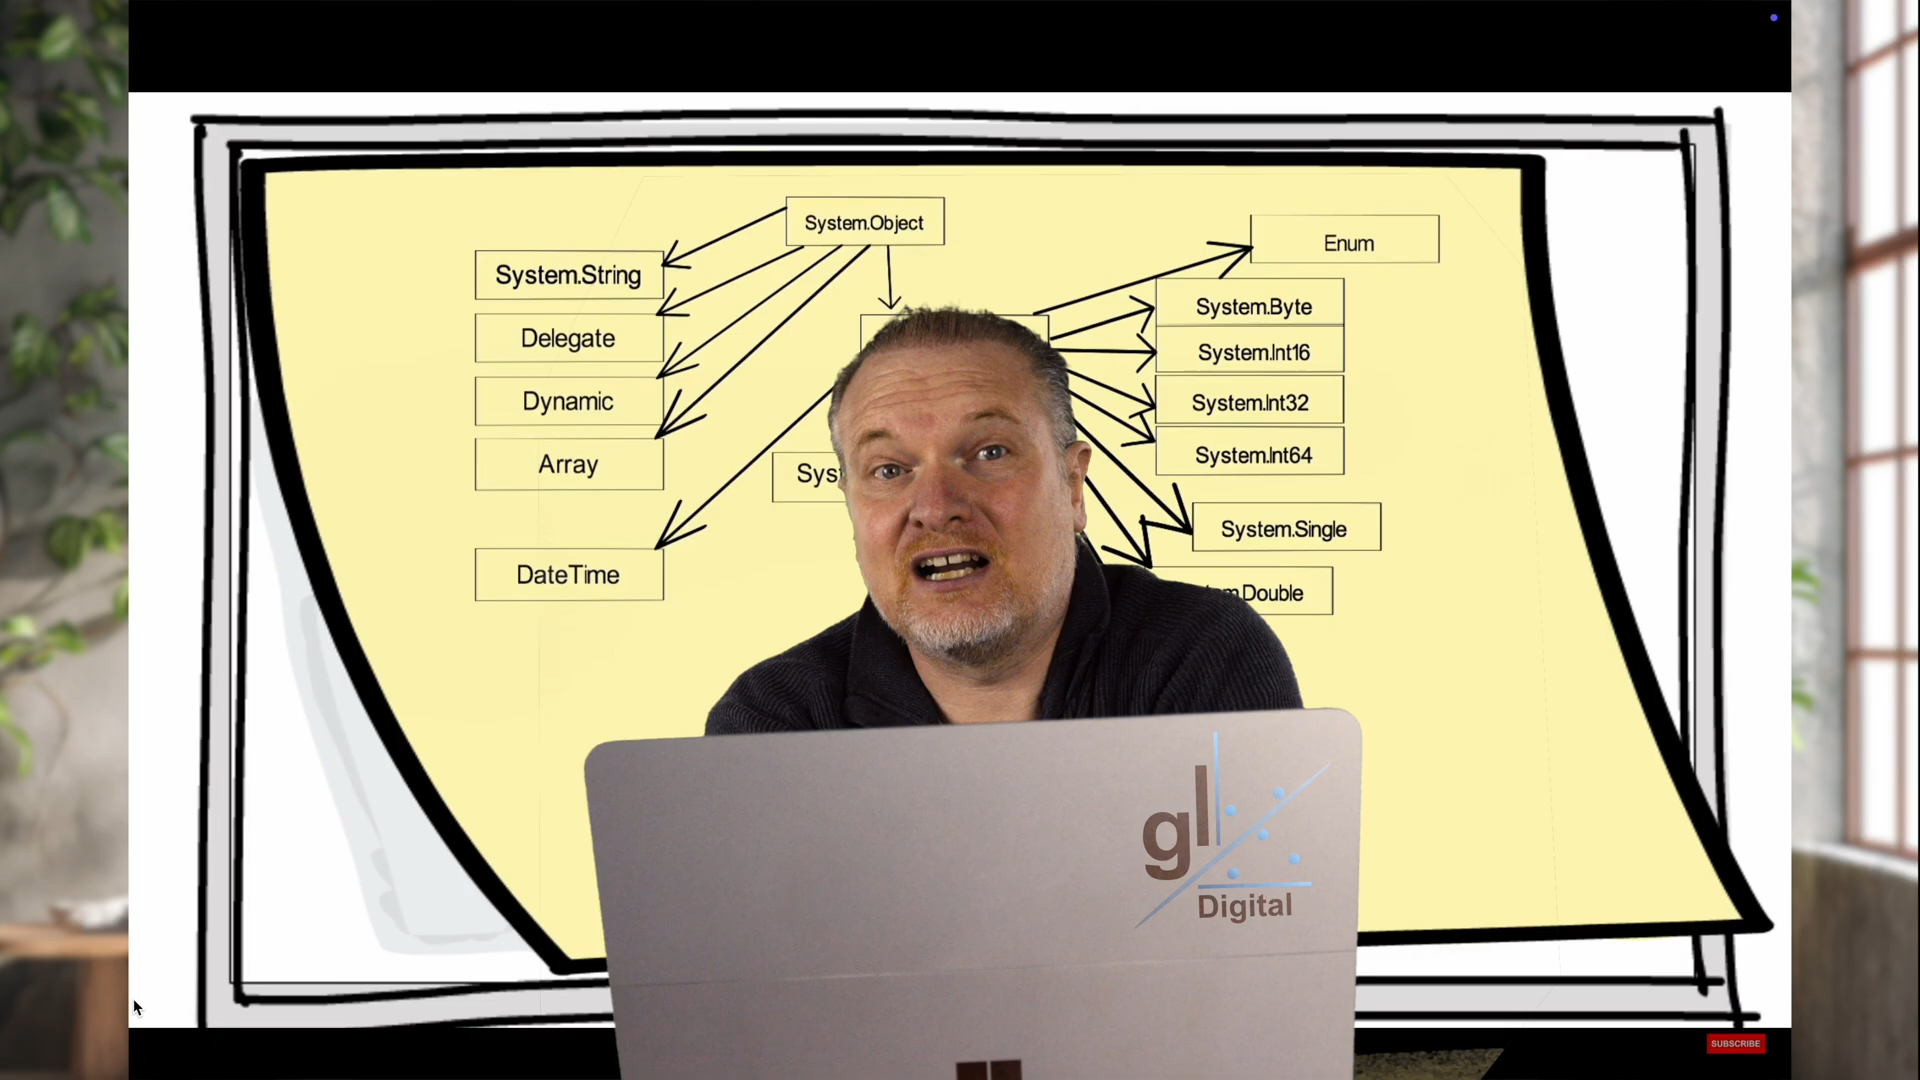 System.Object
System.String
Delegate
Dynamic
Array
DateTime
Enum
System.Byte
System.Int16
System.Int32
System.Int64
System.Single
Double
gl
Digital
SUBSCRIBE